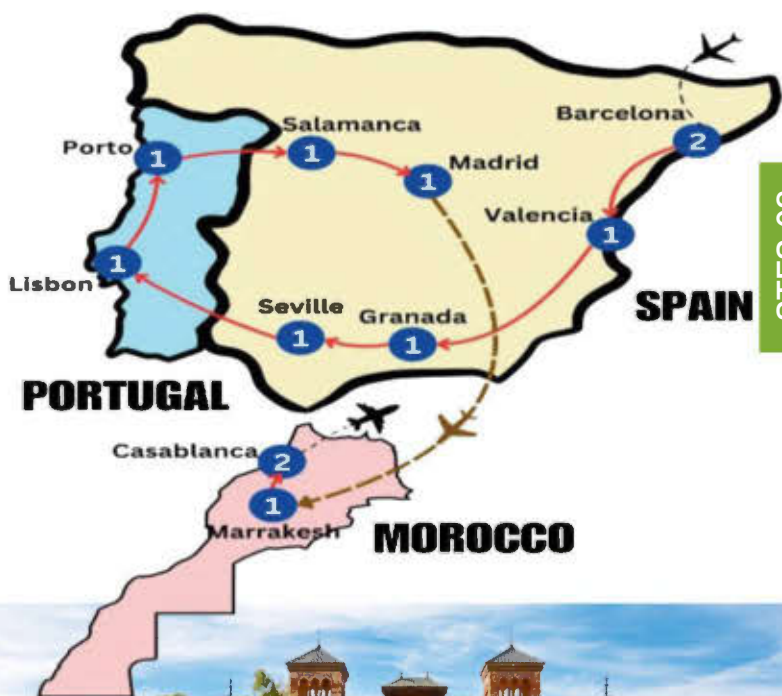 Barcelona
2
Salamanca
1
Porto
1
Madrid
1
Valencia
1
Lisbon
1
Seville
1
Granada
1
SPAIN
PORTUGAL
Casablanca
2
1
Marrakesh
MOROCCO